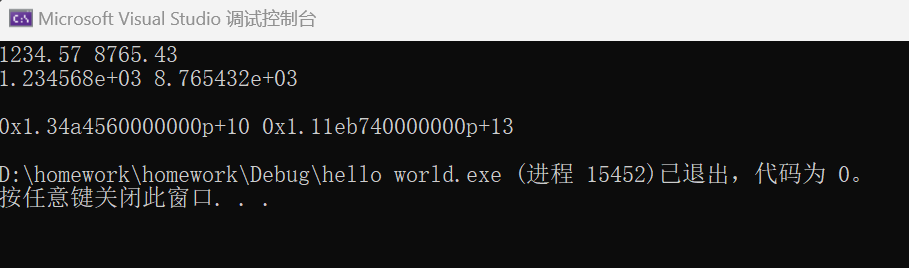 C:\
Microsoft Visual Studio 调试控制台
1234.57 8765.43
1.234568e+03 8.765432e+03
0x1.34a4560000000p+10 0x1.11eb740000000p+13
D:\homework\homework\Debug\hello world.exe (进程 15452)已退出，代码为 0。
按任意键关闭此窗口. . .